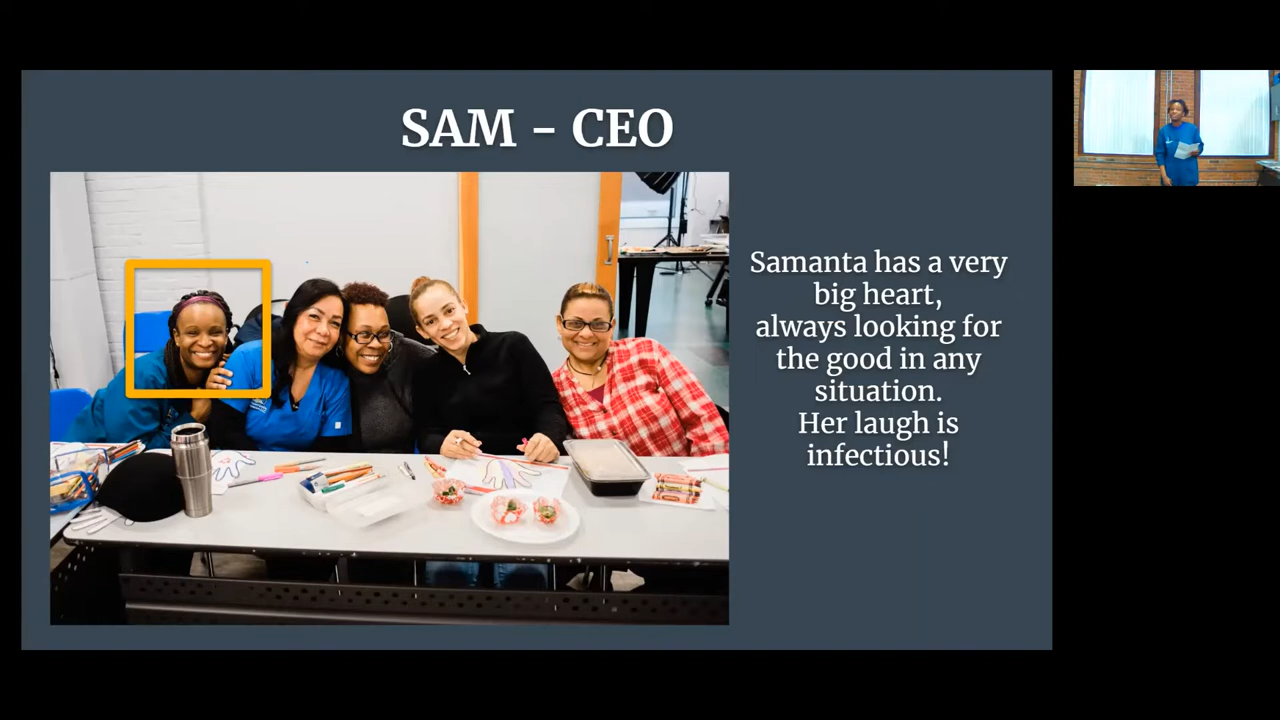 SAM - CEO
Samanta has a very
big heart,
always looking for
the good in any
situation.
Her laugh is
infectious!